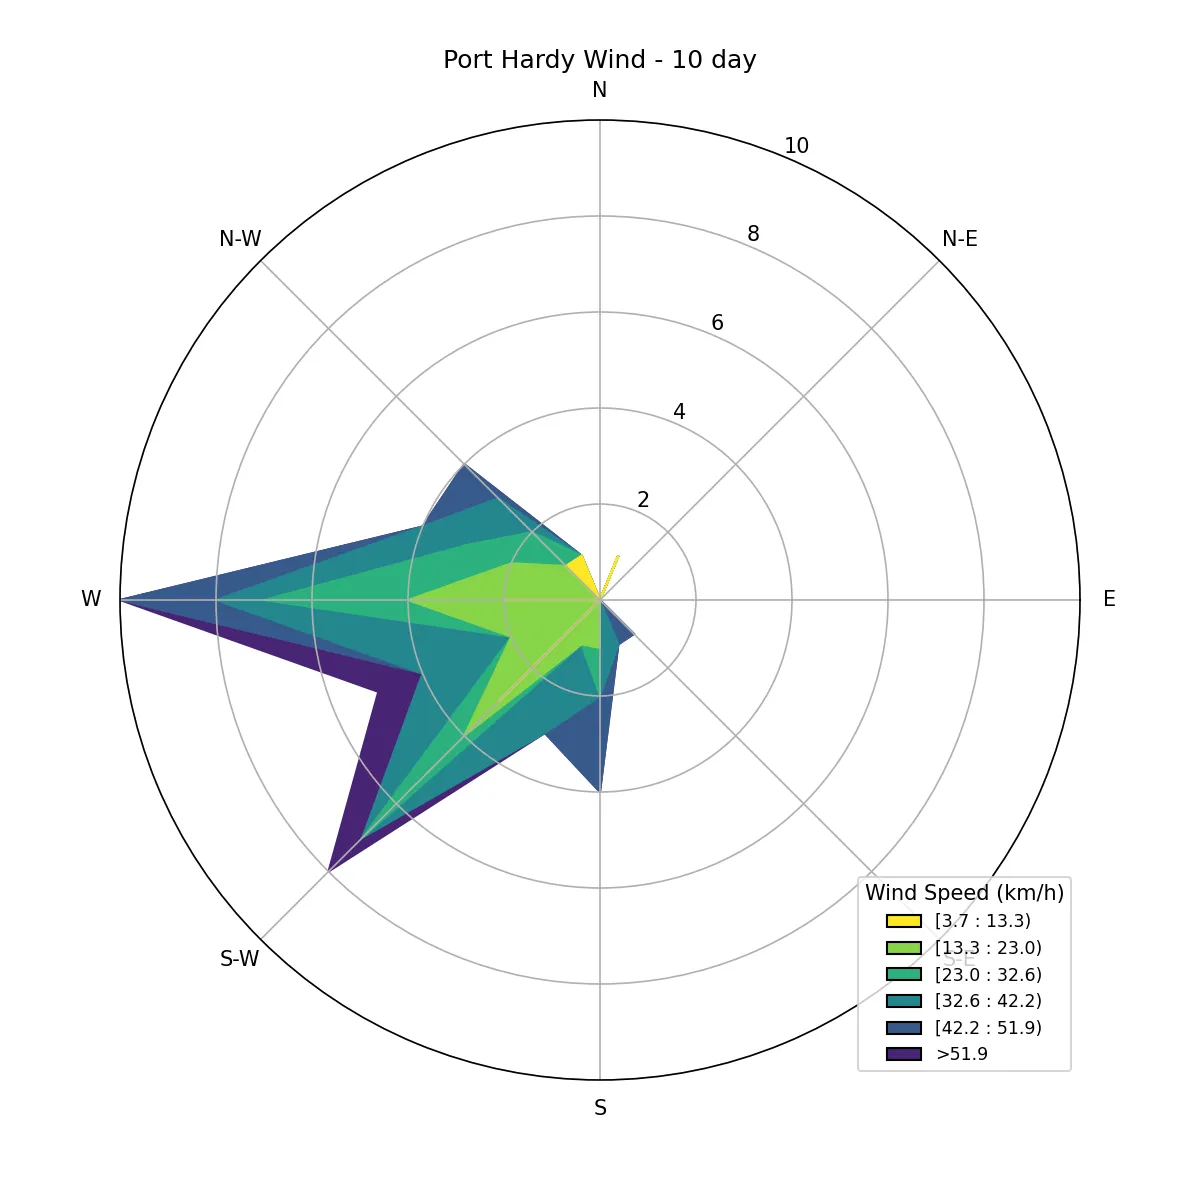 Port Hardy Wind - 10 day
N
10
N-W
N-E
8
6
4
2
W
E
S-W
S-E
S
Wind Speed (km/h)
[3.7 : 13.3)
[13.3 : 23.0)
[23.0 : 32.6)
[32.6 : 42.2)
[42.2 : 51.9)
>51.9